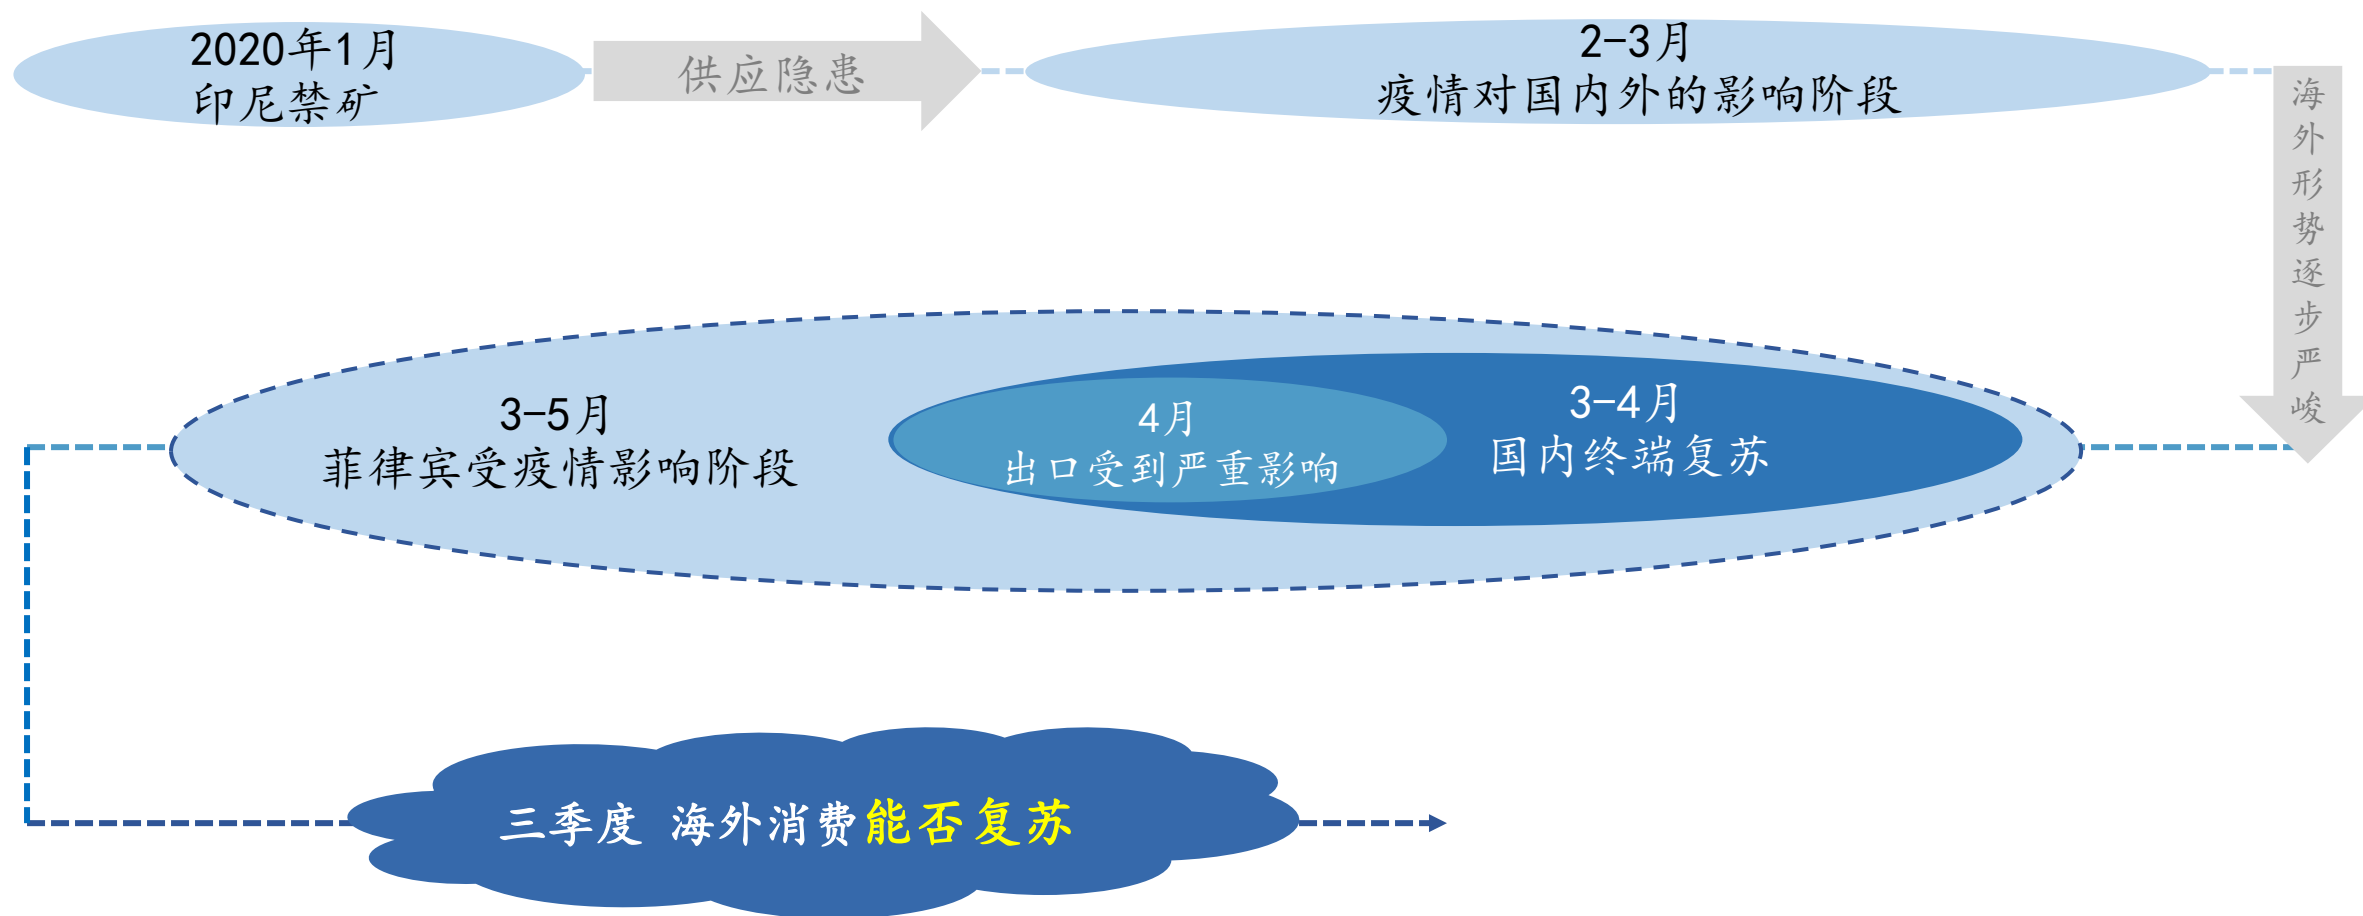 2020年1月
印尼禁矿
供应隐患
2-3月
疫情对国内外的影响阶段
海外形势逐步严峻
3-5月
菲律宾受疫情影响阶段
4月
出口受到严重影响
3-4月
国内终端复苏
三季度 海外消费能否复苏